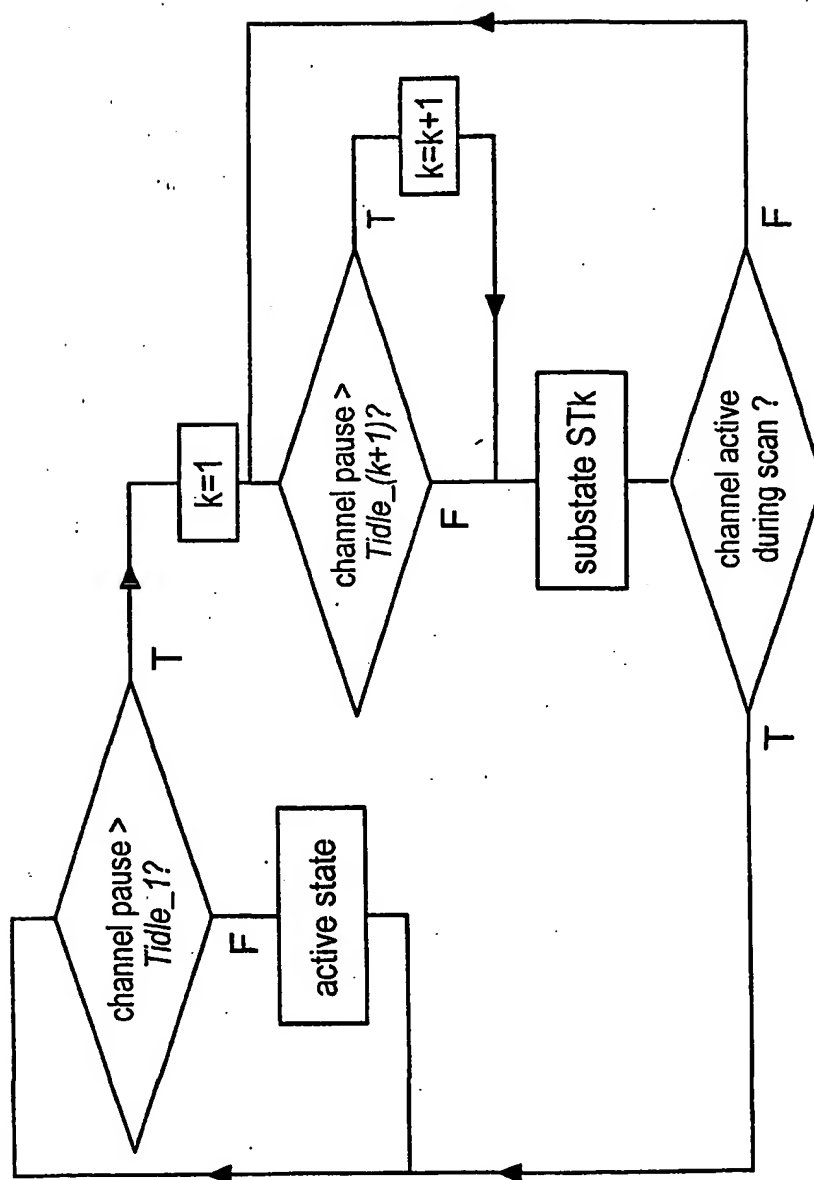 channel pause >
Tidle_1?
T
F
active state
k=1
channel pause >
Tidle_(k+1)?
T
k=k+1
F
substate STk
channel active
during scan ?
T
F